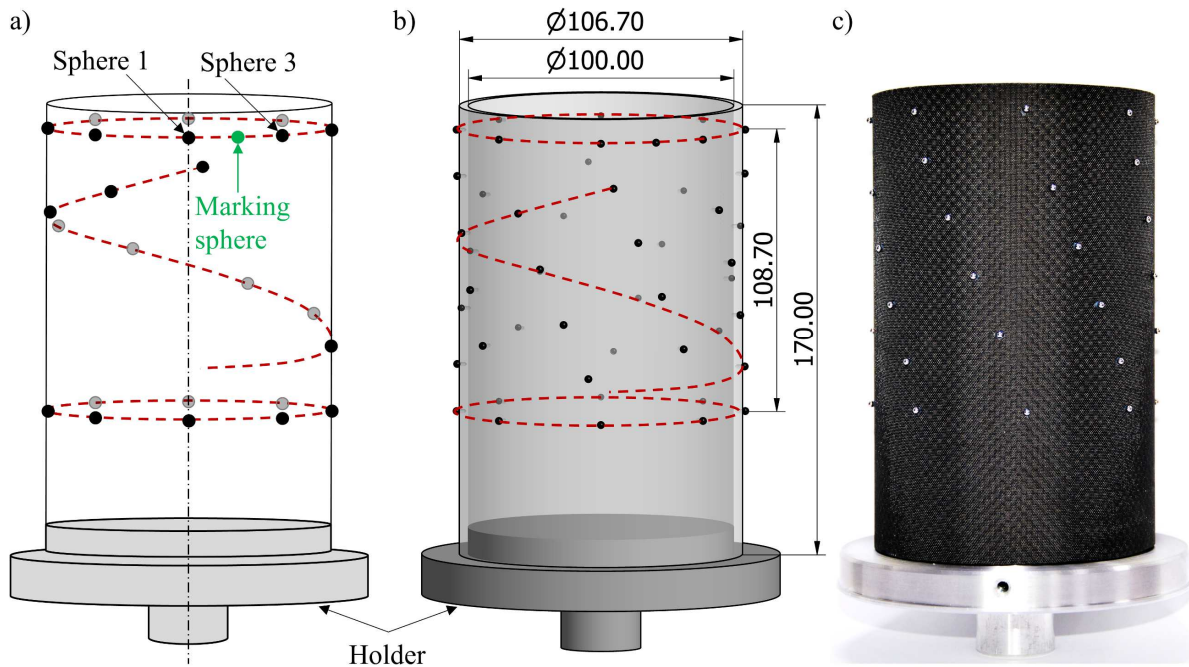 a)
Sphere 1
Sphere 3
Marking
sphere
Holder
b)
Ø106.70
Ø100.00
108.70
170.00
c)